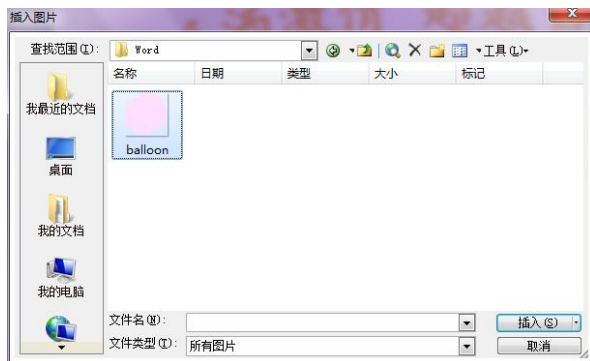 插入图片
查找范围(I):
Word
工具(L)
名称 日期 类型 大小 标记
我最近的文档
balloon
桌面
我的文档
我的电脑
文件名(N):
插入(S)
文件类型(T): 所有图片
取消